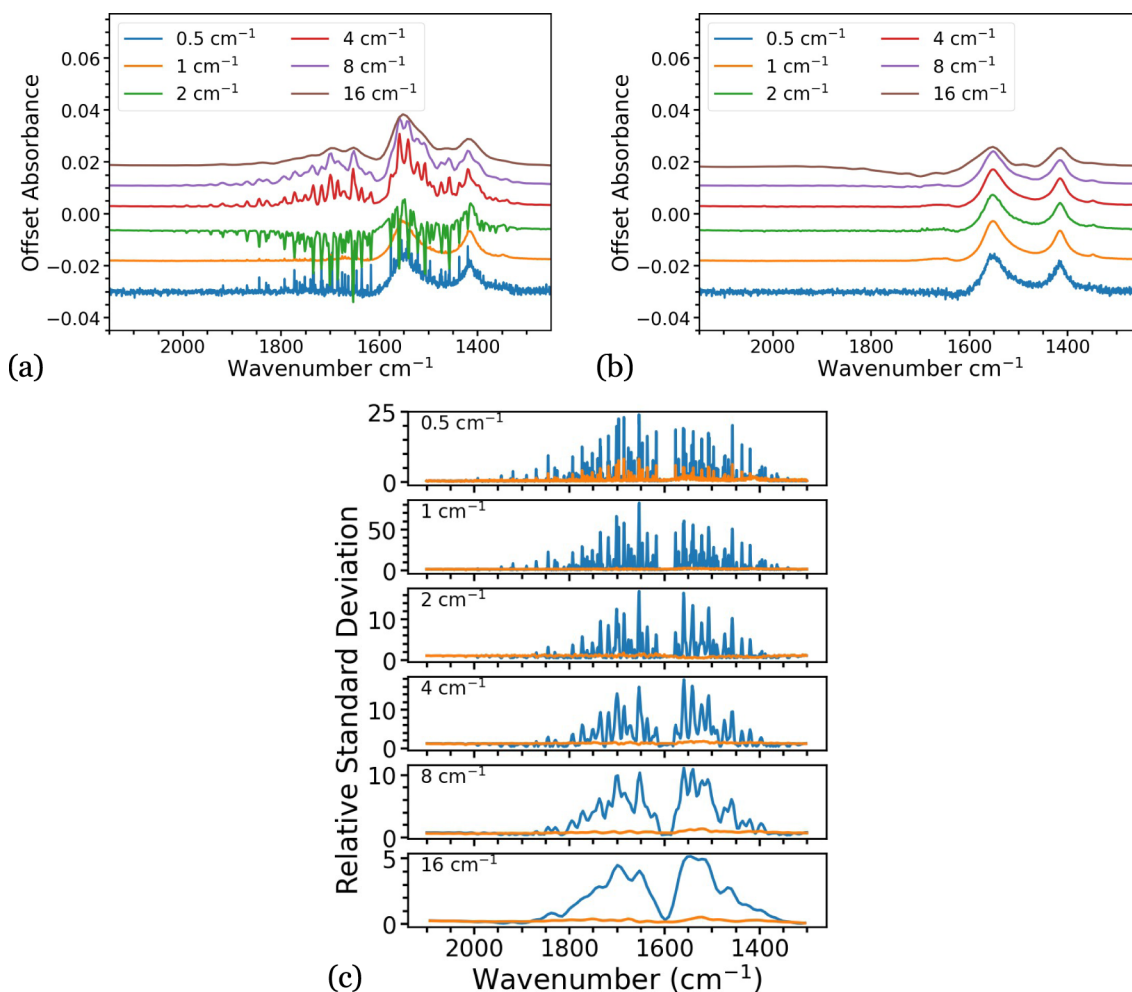 0.5 cm⁻¹ 4 cm⁻¹
1 cm⁻¹ 8 cm⁻¹
2 cm⁻¹ 16 cm⁻¹
0.06
0.04
0.02
0.00
−0.02
−0.04
Offset Absorbance
2000 1800 1600 1400
Wavenumber cm⁻¹
(a)
0.5 cm⁻¹ 4 cm⁻¹
1 cm⁻¹ 8 cm⁻¹
2 cm⁻¹ 16 cm⁻¹
0.06
0.04
0.02
0.00
−0.02
−0.04
Offset Absorbance
2000 1800 1600 1400
Wavenumber cm⁻¹
(b)
Relative Standard Deviation
25
0.5 cm⁻¹
0
1 cm⁻¹
50
0
2 cm⁻¹
10
0
4 cm⁻¹
10
0
8 cm⁻¹
10
0
16 cm⁻¹
5
0
2000 1800 1600 1400
Wavenumber (cm⁻¹)
(c)